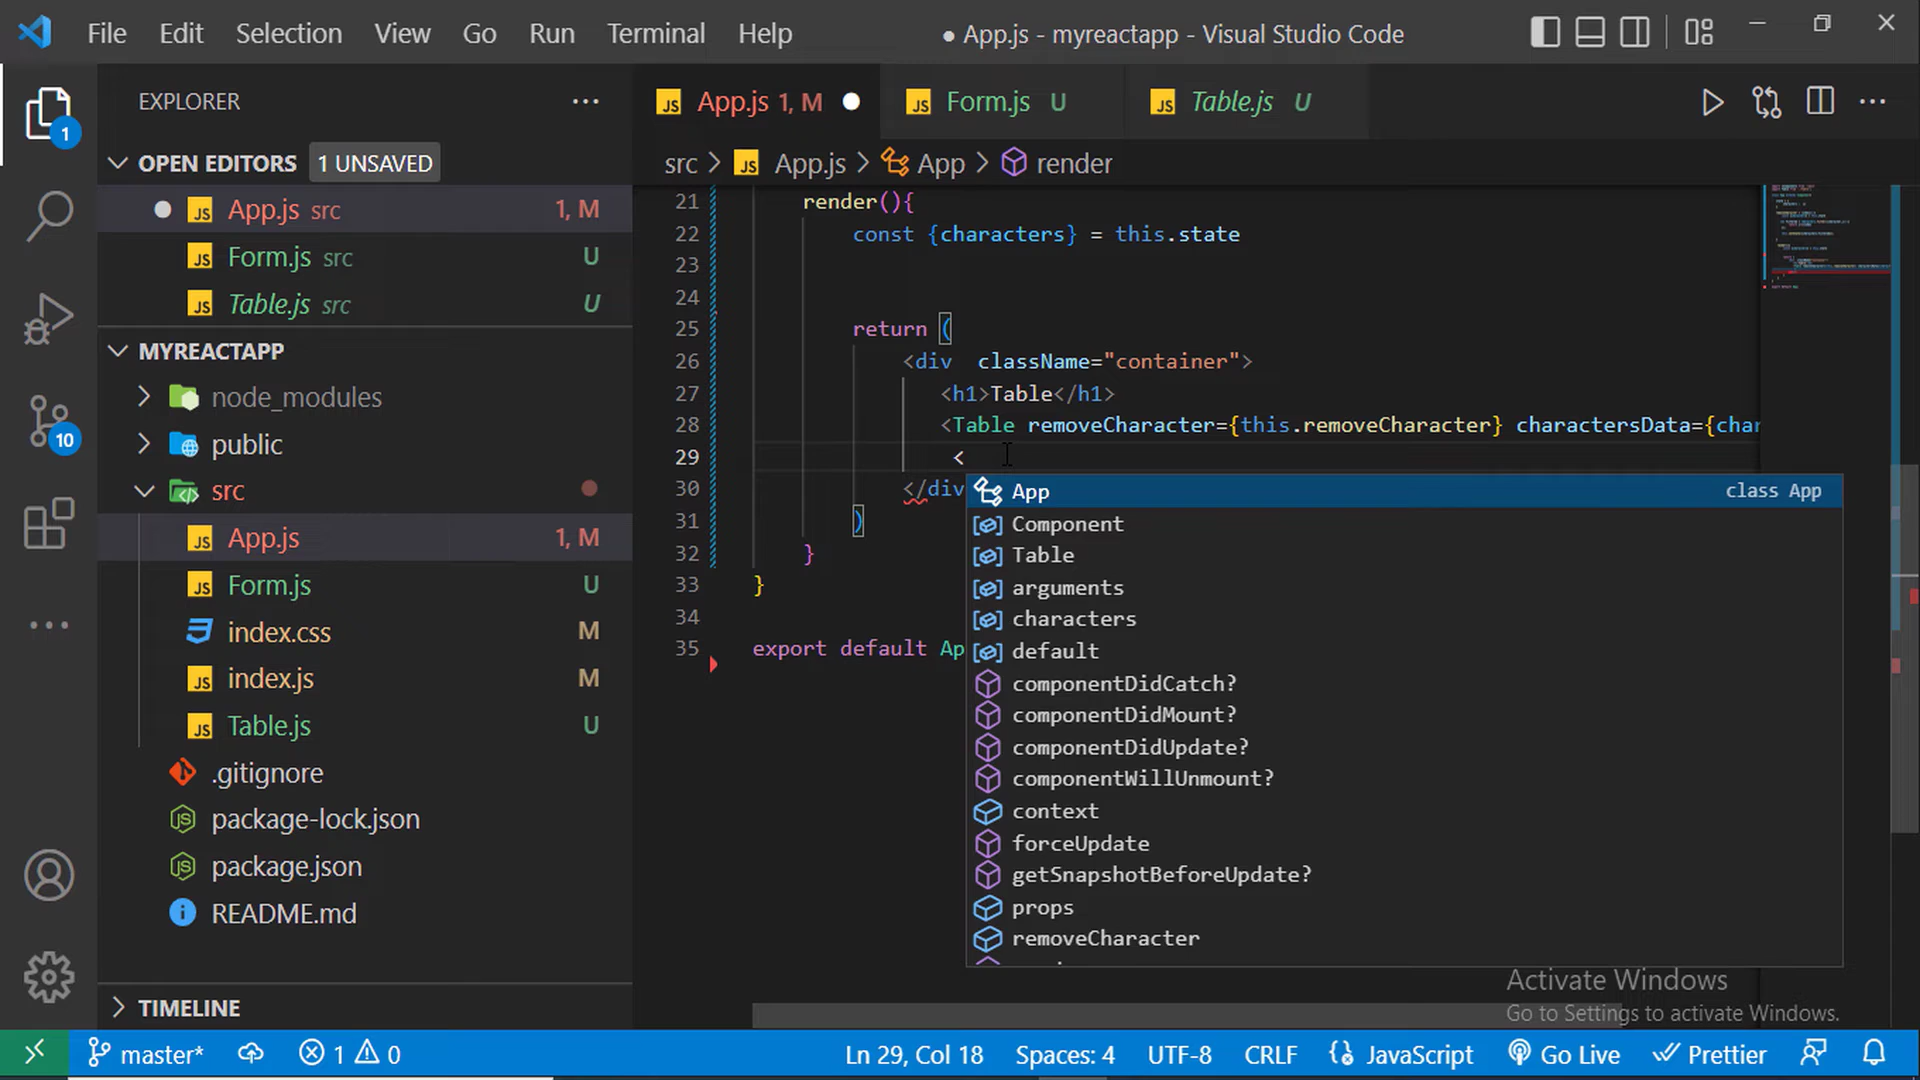 File Edit Selection View Go Run Terminal Help
● App.js - myreactapp - Visual Studio Code
EXPLORER
1
OPEN EDITORS 1 UNSAVED
App.js src 1, M
Form.js src U
Table.js src U
MYREACTAPP
node_modules
public
src
App.js 1, M
Form.js U
index.css M
index.js M
Table.js U
.gitignore
package-lock.json
package.json
README.md
TIMELINE
10
App.js 1, M
Form.js U
Table.js U
src > App.js > App > render
21 render(){
22 const {characters} = this.state
23
24
25 return (
26 <div className="container">
27 <h1>Table</h1>
28 <Table removeCharacter={this.removeCharacter} charactersData={char
29 <
30 </div
31 )
32 }
33 }
34
35 export default Ap
App class App
Component
Table
arguments
characters
default
componentDidCatch?
componentDidMount?
componentDidUpdate?
componentWillUnmount?
context
forceUpdate
getSnapshotBeforeUpdate?
props
removeCharacter
Activate Windows
Go to Settings to activate Windows.
master* 1 0
Ln 29, Col 18 Spaces: 4 UTF-8 CRLF JavaScript Go Live Prettier